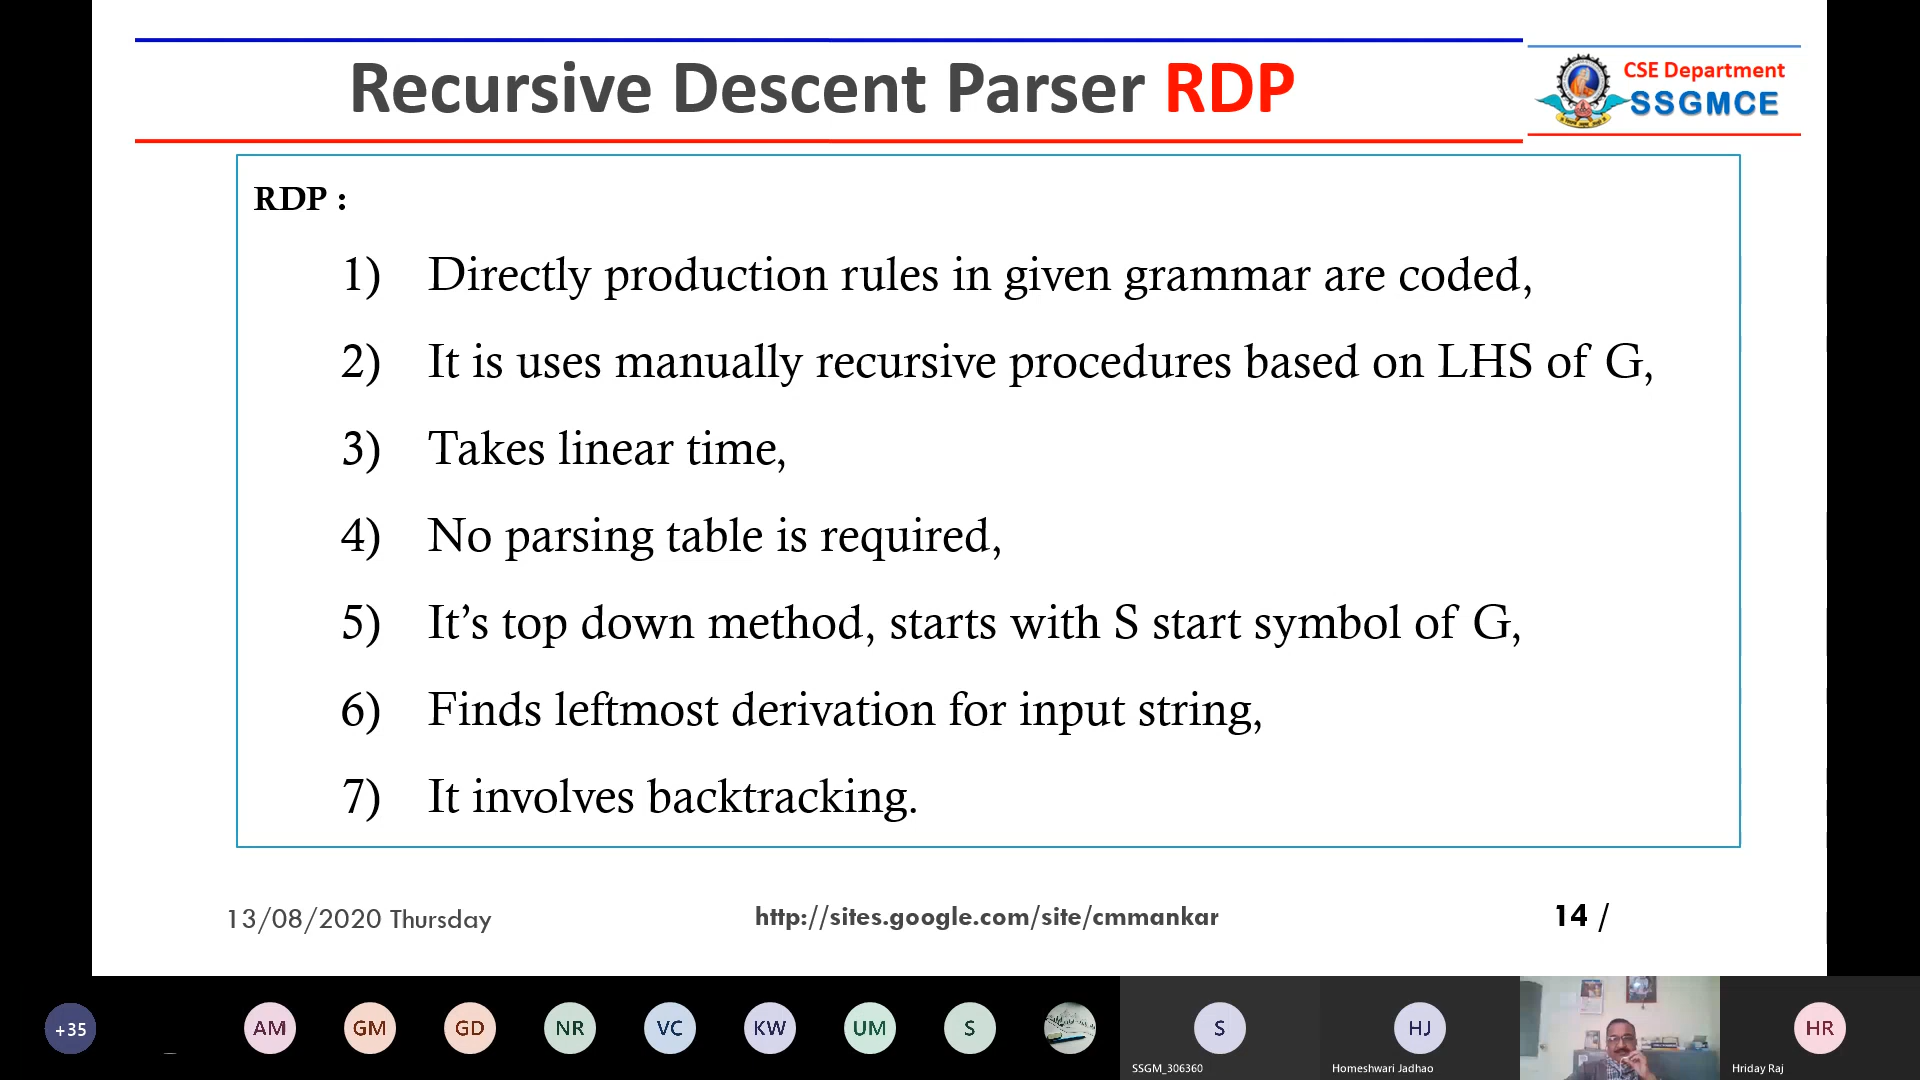 Recursive Descent Parser RDP
CSE Department
SSGMCE
RDP :
1) Directly production rules in given grammar are coded,
2) It is uses manually recursive procedures based on LHS of G,
3) Takes linear time,
4) No parsing table is required,
5) It’s top down method, starts with S start symbol of G,
6) Finds leftmost derivation for input string,
7) It involves backtracking.
13/08/2020 Thursday
http://sites.google.com/site/cmmankar
14 /
+35
AM
GM
GD
NR
VC
KW
UM
S
S
SSGM_306360
HJ
Homeshwari Jadhao
HR
Hriday Raj